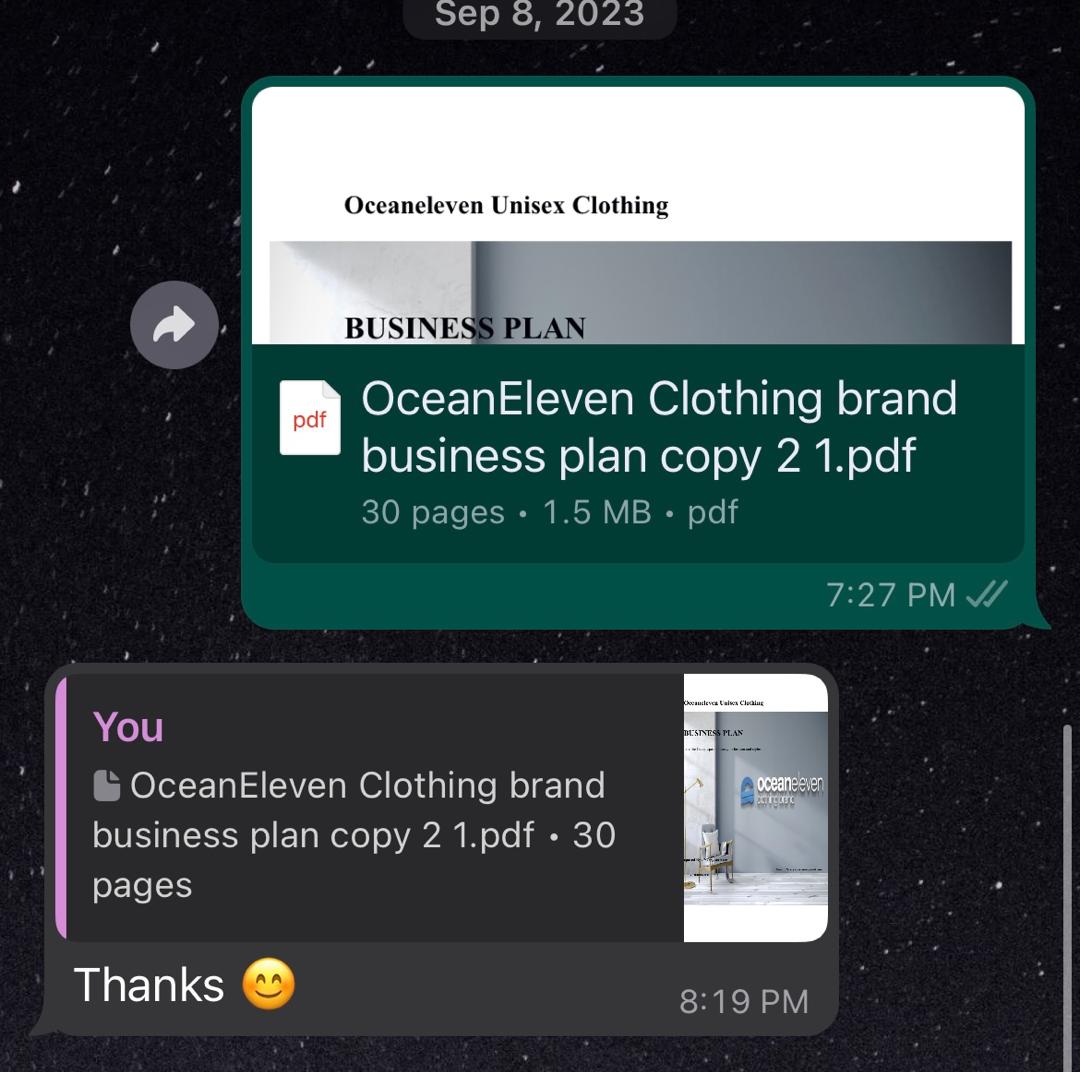 Sep 8, 2023
Oceaneleven Unisex Clothing
BUSINESS PLAN
pdf
OceanEleven Clothing brand
business plan copy 2 1.pdf
30 pages • 1.5 MB • pdf
7:27 PM
You
OceanEleven Clothing brand
business plan copy 2 1.pdf • 30
pages
Oceaneleven Unisex Clothing
BUSINESS PLAN
oceaneleven
clothing brand
Thanks 😊
8:19 PM